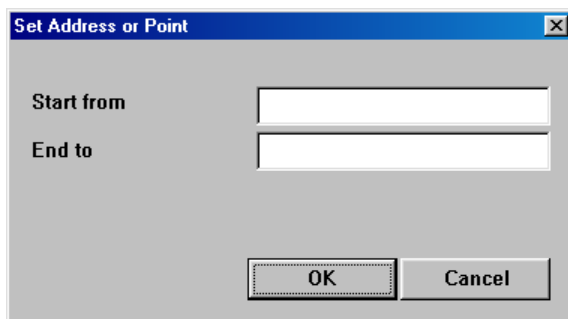 Set Address or Point
Start from
End to
OK Cancel